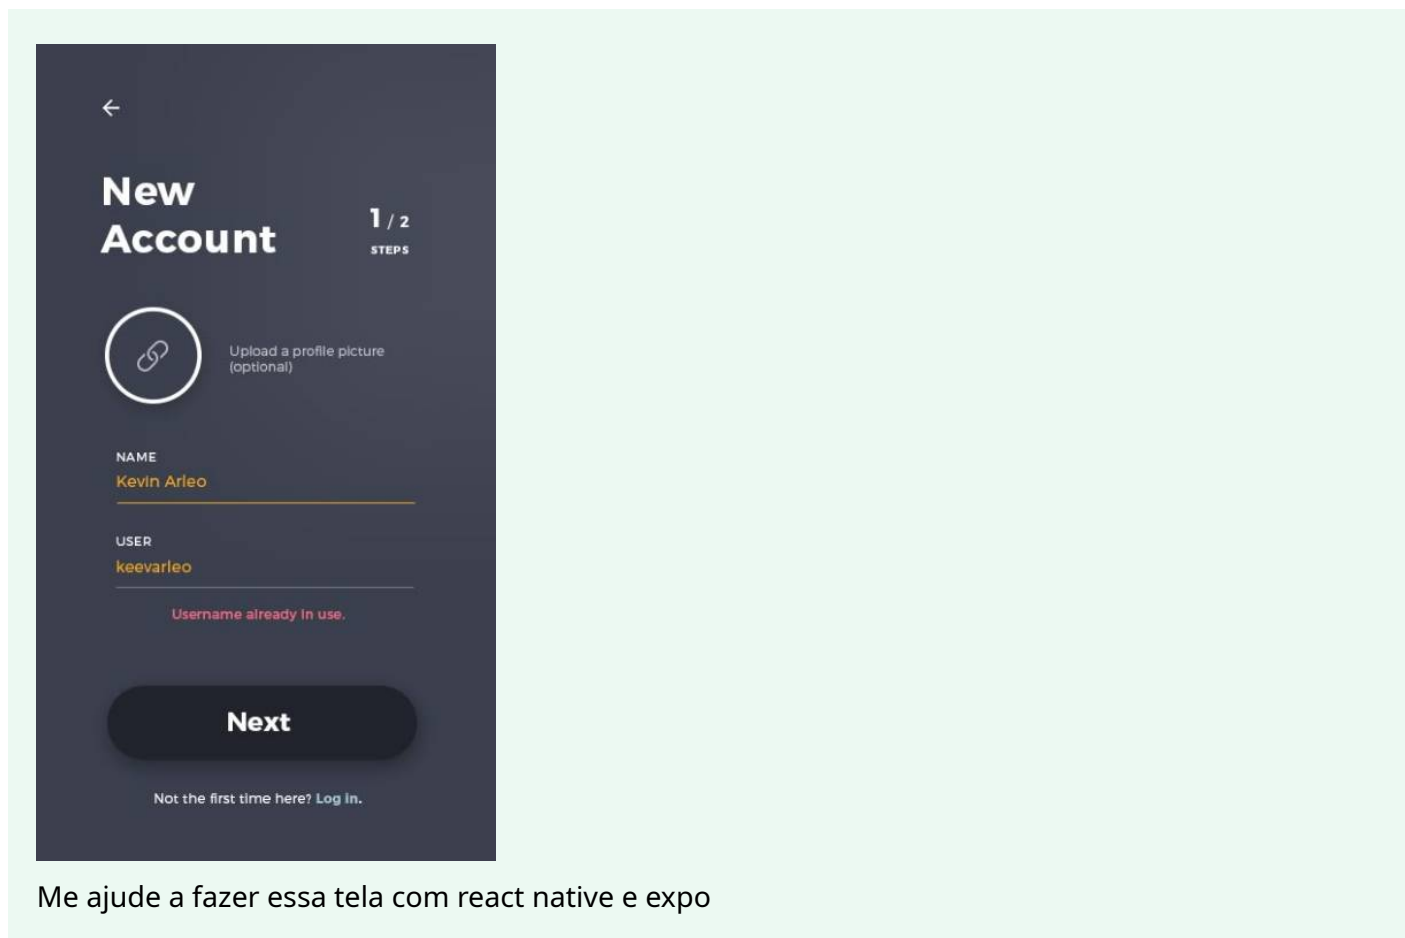 New
Account
1 / 2
STEPS
Upload a profile picture
(optional)
NAME
Kevin Arleo
USER
keevarleo
Username already in use.
Next
Not the first time here? Log in.
Me ajude a fazer essa tela com react native e expo